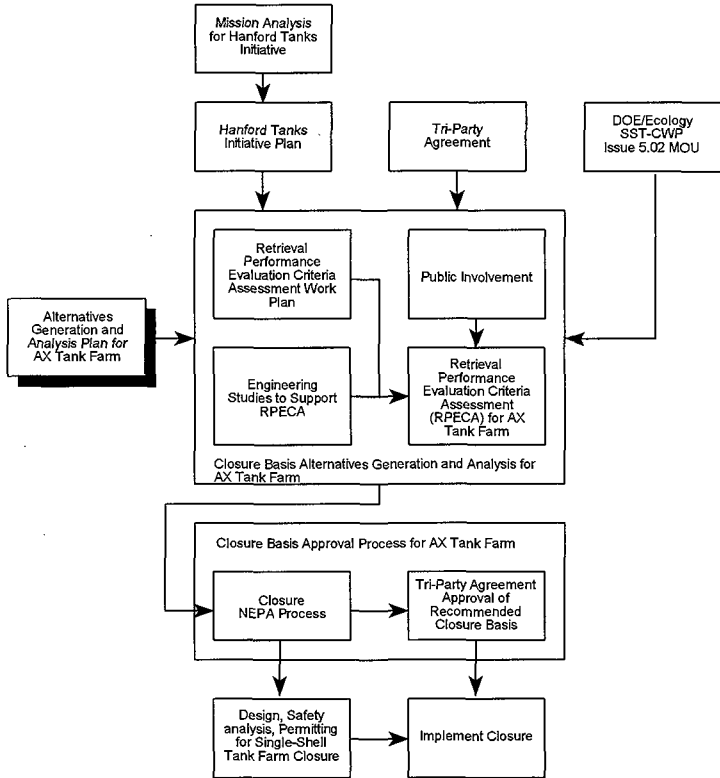 Mission Analysis
for Hanford Tanks
Initiative
Hanford Tanks
Initiative Plan
Tri-Party
Agreement
DOE/Ecology
SST-CWP
Issue 5.02 MOU
Retrieval
Performance
Evaluation Criteria
Assessment Work
Plan
Public Involvement
Alternatives
Generation and
Analysis Plan for
AX Tank Farm
Engineering
Studies to Support
RPECA
Retrieval
Performance
Evaluation Criteria
Assessment
(RPECA) for AX
Tank Farm
Closure Basis Alternatives Generation and Analysis for
AX Tank Farm
Closure Basis Approval Process for AX Tank Farm
Closure
NEPA Process
Tri-Party Agreement
Approval of
Recommended
Closure Basis
Design, Safety
analysis, Permitting
for Single-Shell
Tank Farm Closure
Implement Closure